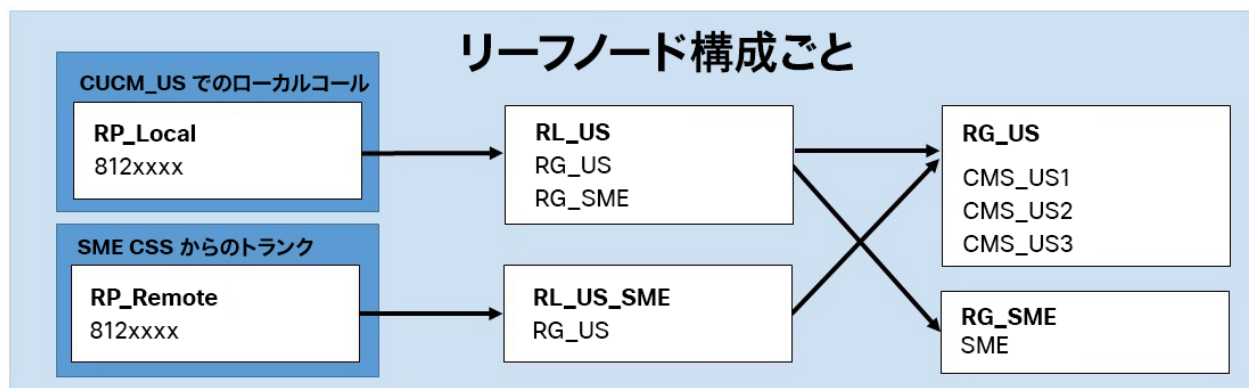 リーフノード構成ごと
CUCM_US でのローカルコール
RP_Local
812xxxx
SME CSS からのトランク
RP_Remote
812xxxx
RL_US
RG_US
RG_SME
RL_US_SME
RG_US
RG_US
CMS_US1
CMS_US2
CMS_US3
RG_SME
SME